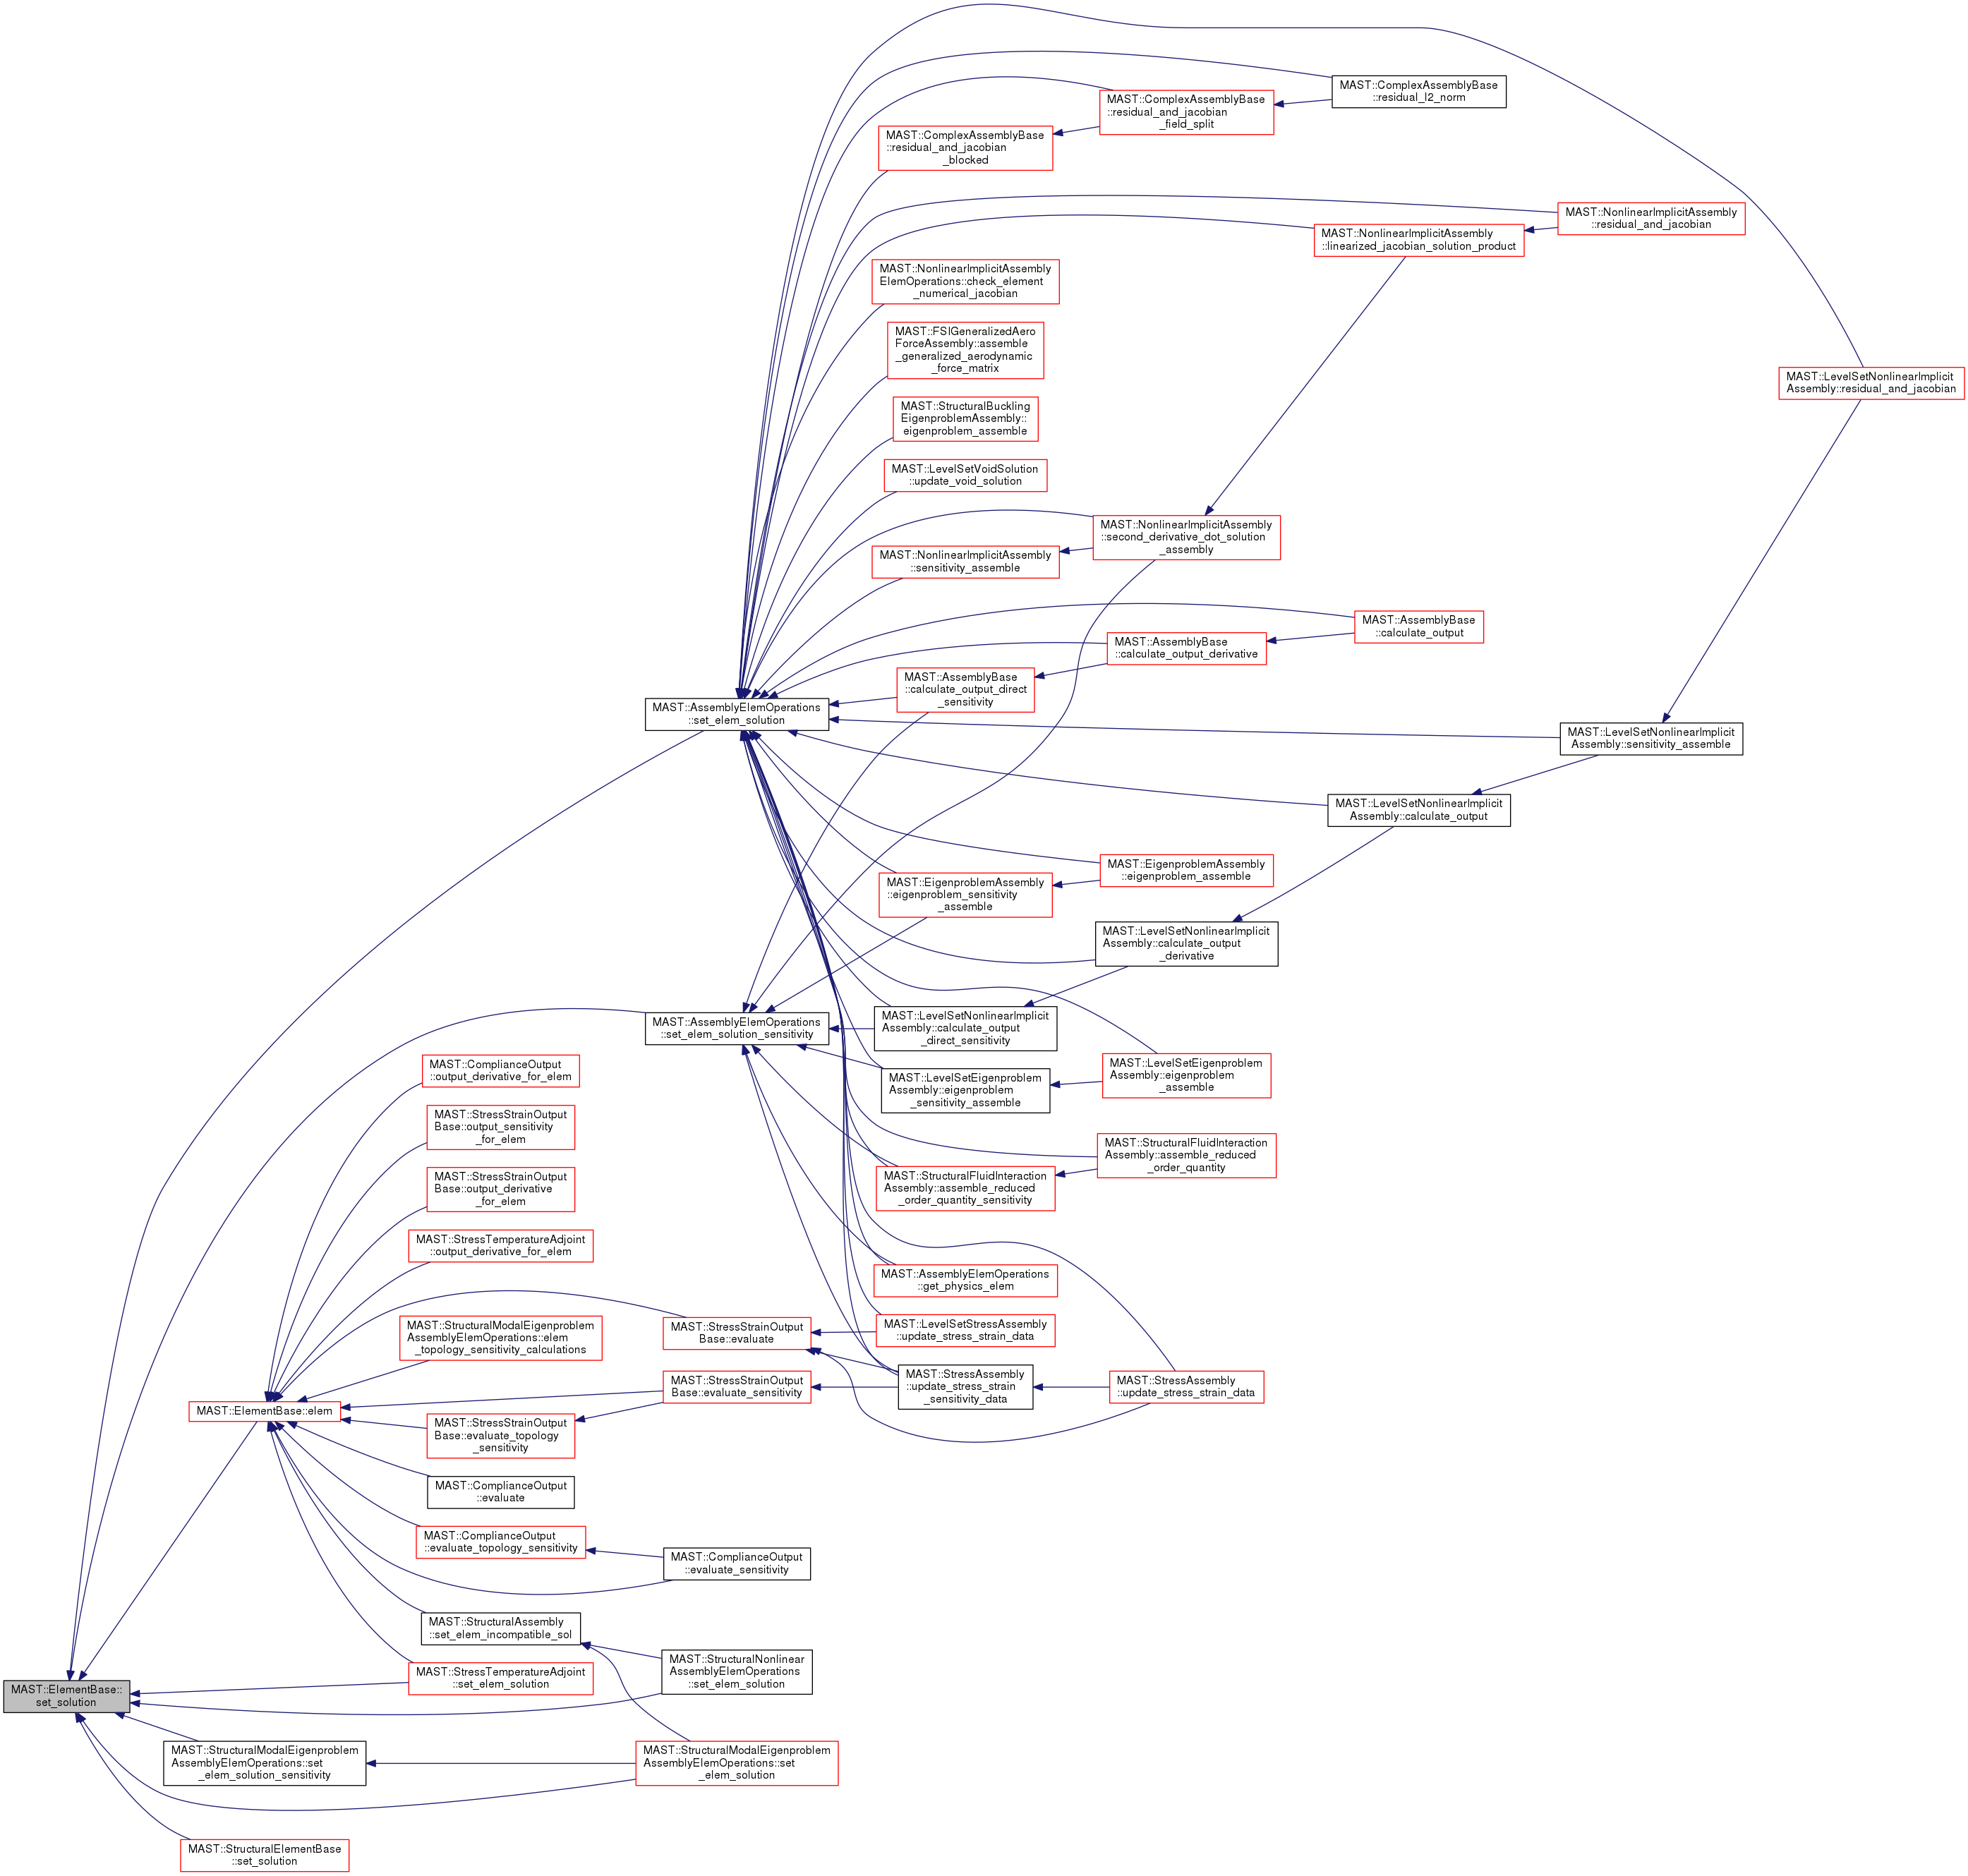 MAST::ComplexAssemblyBase
::residual_l2_norm
MAST::ComplexAssemblyBase
::residual_and_jacobian
_field_split
MAST::ComplexAssemblyBase
::residual_and_jacobian
_blocked
MAST::NonlinearImplicitAssembly
::residual_and_jacobian
MAST::NonlinearImplicitAssembly
::linearized_jacobian_solution_product
MAST::NonlinearImplicitAssembly
ElemOperations::check_element
_numerical_jacobian
MAST::FSIGeneralizedAero
ForceAssembly::assemble
_generalized_aerodynamic
_force_matrix
MAST::LevelSetNonlinearImplicit
Assembly::residual_and_jacobian
MAST::StructuralBuckling
EigenproblemAssembly::
eigenproblem_assemble
MAST::LevelSetVoidSolution
::update_void_solution
MAST::NonlinearImplicitAssembly
::second_derivative_dot_solution
_assembly
MAST::NonlinearImplicitAssembly
::sensitivity_assemble
MAST::AssemblyBase
::calculate_output
MAST::AssemblyBase
::calculate_output_derivative
MAST::AssemblyBase
::calculate_output_direct
_sensitivity
MAST::AssemblyElemOperations
::set_elem_solution
MAST::LevelSetNonlinearImplicit
Assembly::sensitivity_assemble
MAST::LevelSetNonlinearImplicit
Assembly::calculate_output
MAST::EigenproblemAssembly
::eigenproblem_assemble
MAST::EigenproblemAssembly
::eigenproblem_sensitivity
_assemble
MAST::LevelSetNonlinearImplicit
Assembly::calculate_output
_derivative
MAST::AssemblyElemOperations
::set_elem_solution_sensitivity
MAST::LevelSetNonlinearImplicit
Assembly::calculate_output
_direct_sensitivity
MAST::LevelSetEigenproblem
Assembly::eigenproblem
_assemble
MAST::LevelSetEigenproblem
Assembly::eigenproblem
_sensitivity_assemble
MAST::ComplianceOutput
::output_derivative_for_elem
MAST::StressStrainOutput
Base::output_sensitivity
_for_elem
MAST::StructuralFluidInteraction
Assembly::assemble_reduced
_order_quantity
MAST::StressStrainOutput
Base::output_derivative
_for_elem
MAST::StructuralFluidInteraction
Assembly::assemble_reduced
_order_quantity_sensitivity
MAST::StressTemperatureAdjoint
::output_derivative_for_elem
MAST::AssemblyElemOperations
::get_physics_elem
MAST::StructuralModalEigenproblem
AssemblyElemOperations::elem
_topology_sensitivity_calculations
MAST::StressStrainOutput
Base::evaluate
MAST::LevelSetStressAssembly
::update_stress_strain_data
MAST::ElementBase::elem
MAST::StressStrainOutput
Base::evaluate_sensitivity
MAST::StressAssembly
::update_stress_strain
_sensitivity_data
MAST::StressAssembly
::update_stress_strain_data
MAST::StressStrainOutput
Base::evaluate_topology
_sensitivity
MAST::ComplianceOutput
::evaluate
MAST::ComplianceOutput
::evaluate_topology_sensitivity
MAST::ComplianceOutput
::evaluate_sensitivity
MAST::StructuralAssembly
::set_elem_incompatible_sol
MAST::StressTemperatureAdjoint
::set_elem_solution
MAST::StructuralNonlinear
AssemblyElemOperations
::set_elem_solution
MAST::ElementBase::
set_solution
MAST::StructuralModalEigenproblem
AssemblyElemOperations::set
_elem_solution_sensitivity
MAST::StructuralModalEigenproblem
AssemblyElemOperations::set
_elem_solution
MAST::StructuralElementBase
::set_solution